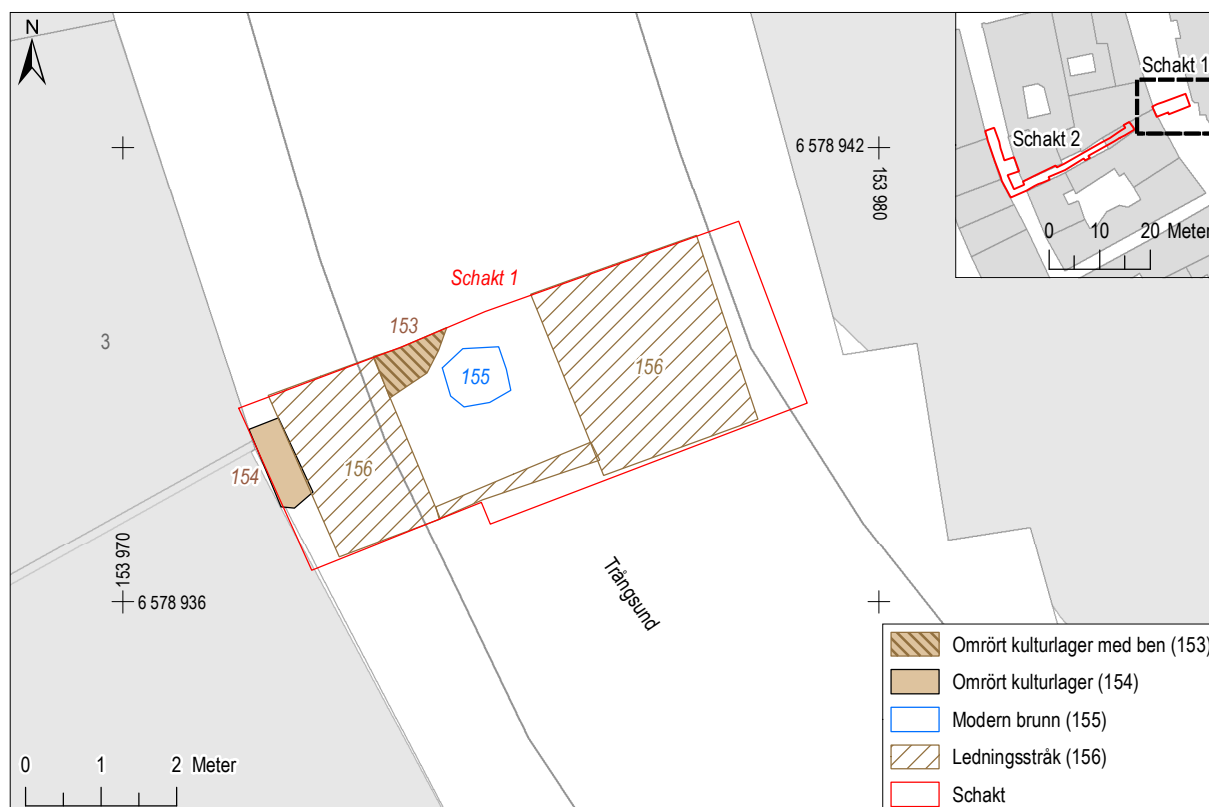 N
Schakt 1
Schakt 2
0 10 20 Meter
6 578 942
153 980
Schakt 1
153
3
155
156
154
156
153 970
6 578 936
Trångsund
Omrört kulturlager med ben (153)
Omrört kulturlager (154)
Modern brunn (155)
Ledningsstråk (156)
Schakt
0 1 2 Meter